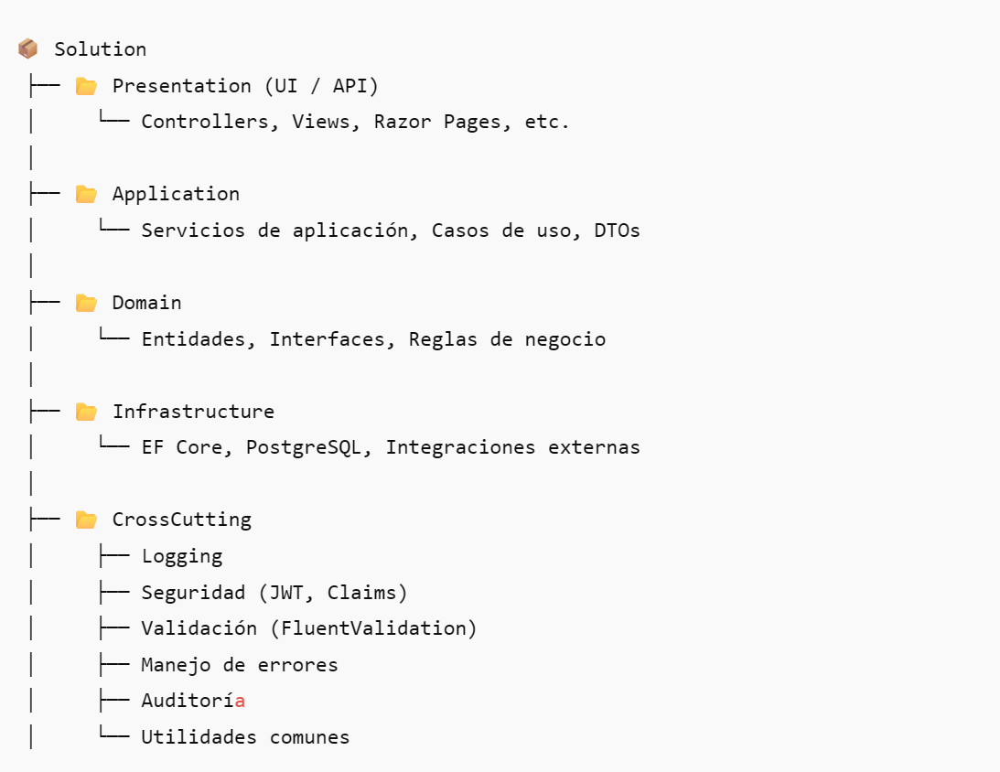 📦 Solution
├── 📂 Presentation (UI / API)
│     └── Controllers, Views, Razor Pages, etc.
│
├── 📂 Application
│     └── Servicios de aplicación, Casos de uso, DTOs
│
├── 📂 Domain
│     └── Entidades, Interfaces, Reglas de negocio
│
├── 📂 Infrastructure
│     └── EF Core, PostgreSQL, Integraciones externas
│
├── 📂 CrossCutting
│     ├── Logging
│     ├── Seguridad (JWT, Claims)
│     ├── Validación (FluentValidation)
│     ├── Manejo de errores
│     ├── Auditoría
│     └── Utilidades comunes